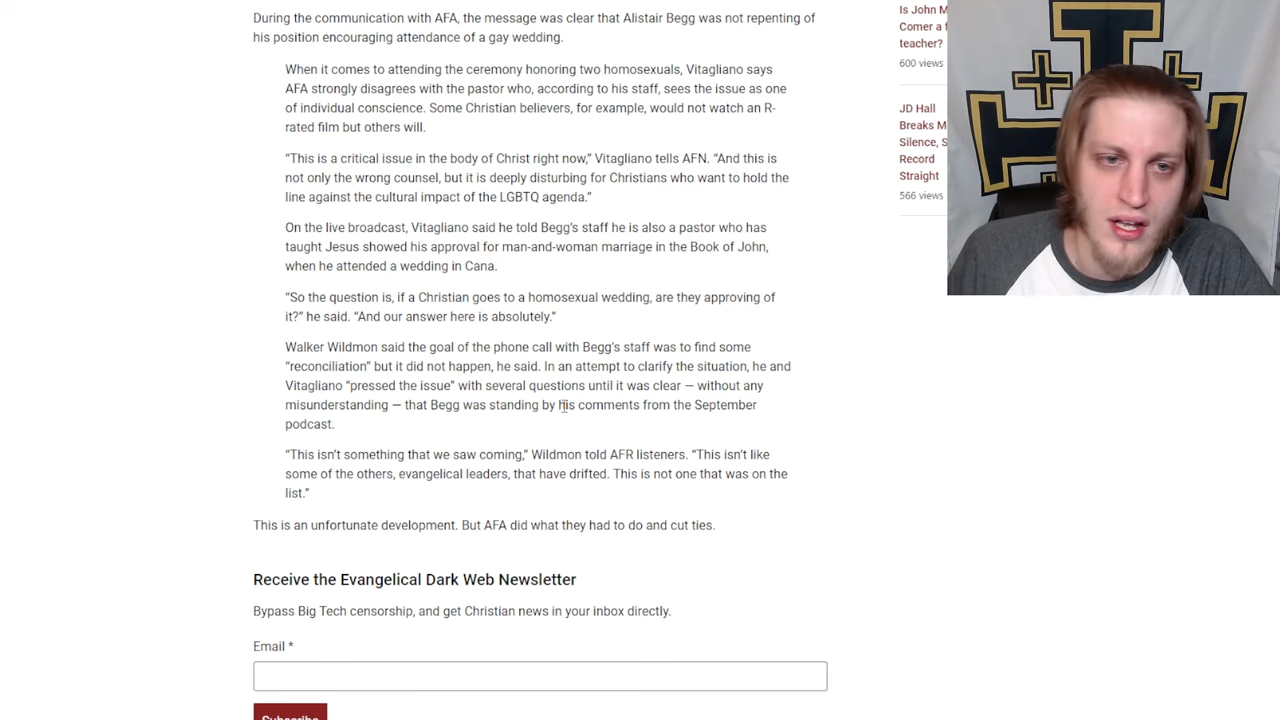 During the communication with AFA, the message was clear that Alistair Begg was not repenting of
his position encouraging attendance of a gay wedding.
When it comes to attending the ceremony honoring two homosexuals, Vitagliano says
AFA strongly disagrees with the pastor who, according to his staff, sees the issue as one
of individual conscience. Some Christian believers, for example, would not watch an R-
rated film but others will.
“This is a critical issue in the body of Christ right now,” Vitagliano tells AFN. “And this is
not only the wrong counsel, but it is deeply disturbing for Christians who want to hold the
line against the cultural impact of the LGBTQ agenda.”
On the live broadcast, Vitagliano said he told Begg’s staff he is also a pastor who has
taught Jesus showed his approval for man-and-woman marriage in the Book of John,
when he attended a wedding in Cana.
“So the question is, if a Christian goes to a homosexual wedding, are they approving of
it?” he said. “And our answer here is absolutely.”
Walker Wildmon said the goal of the phone call with Begg’s staff was to find some
“reconciliation” but it did not happen, he said. In an attempt to clarify the situation, he and
Vitagliano “pressed the issue” with several questions until it was clear — without any
misunderstanding — that Begg was standing by his comments from the September
podcast.
“This isn’t something that we saw coming,” Wildmon told AFR listeners. “This isn’t like
some of the others, evangelical leaders, that have drifted. This is not one that was on the
list.”
This is an unfortunate development. But AFA did what they had to do and cut ties.
Receive the Evangelical Dark Web Newsletter
Bypass Big Tech censorship, and get Christian news in your inbox directly.
Email *
Subscribe
Is John M
Comer a f
teacher?
600 views
JD Hall
Breaks M
Silence, S
Record
Straight
566 views